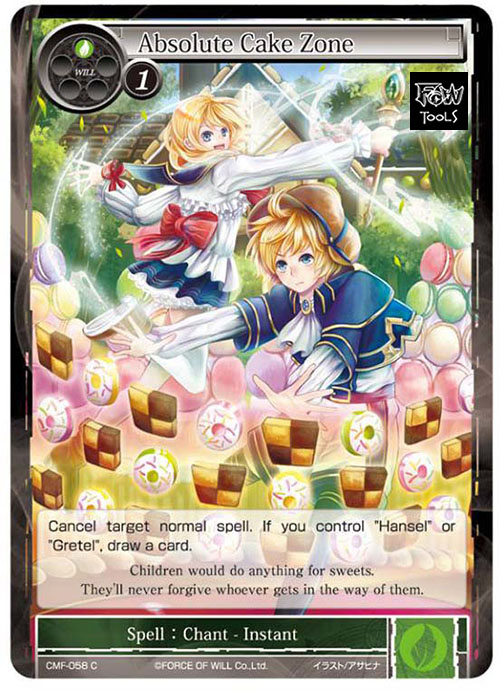 Absolute Cake Zone
WILL
1
FOW
TOOLS
Cancel target normal spell. If you control "Hansel" or
"Gretel", draw a card.
Children would do anything for sweets.
They'll never forgive whoever gets in the way of them.
Spell : Chant - Instant
CMF-058 C ©FORCE OF WILL Co.,Ltd. イラスト/アサヒナ